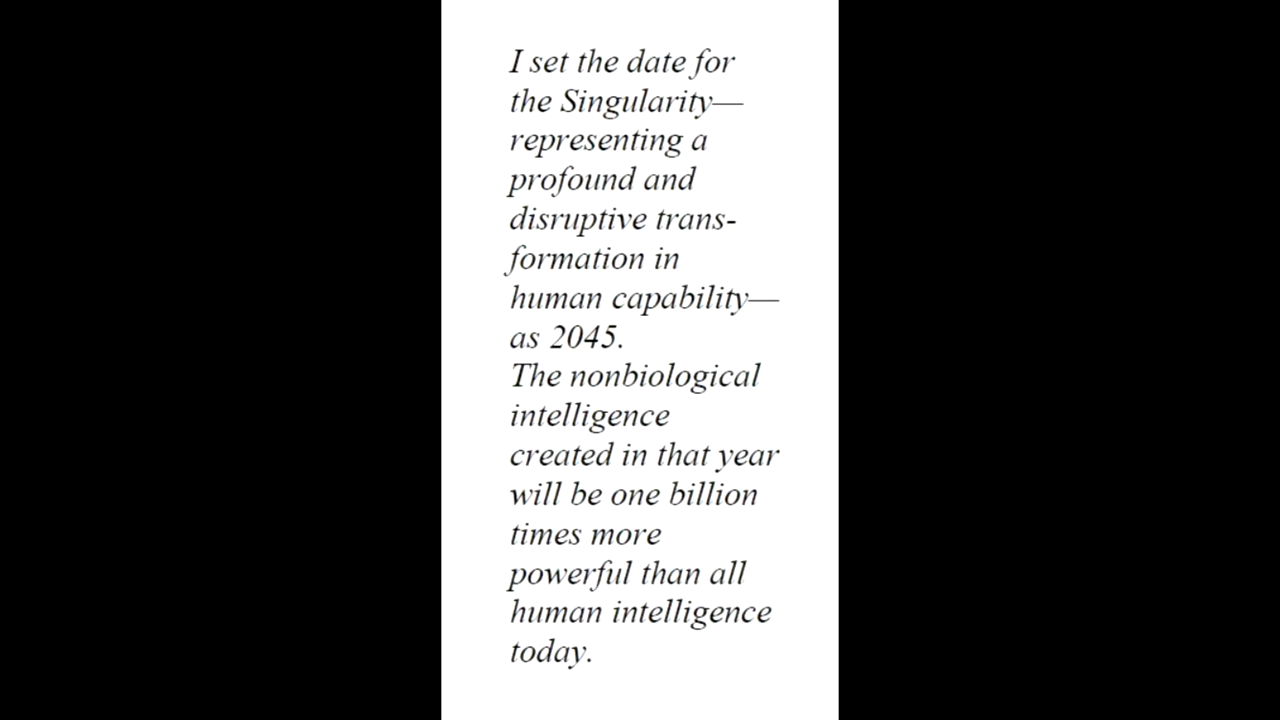 I set the date for
the Singularity—
representing a
profound and
disruptive trans-
formation in
human capability—
as 2045.
The nonbiological
intelligence
created in that year
will be one billion
times more
powerful than all
human intelligence
today.